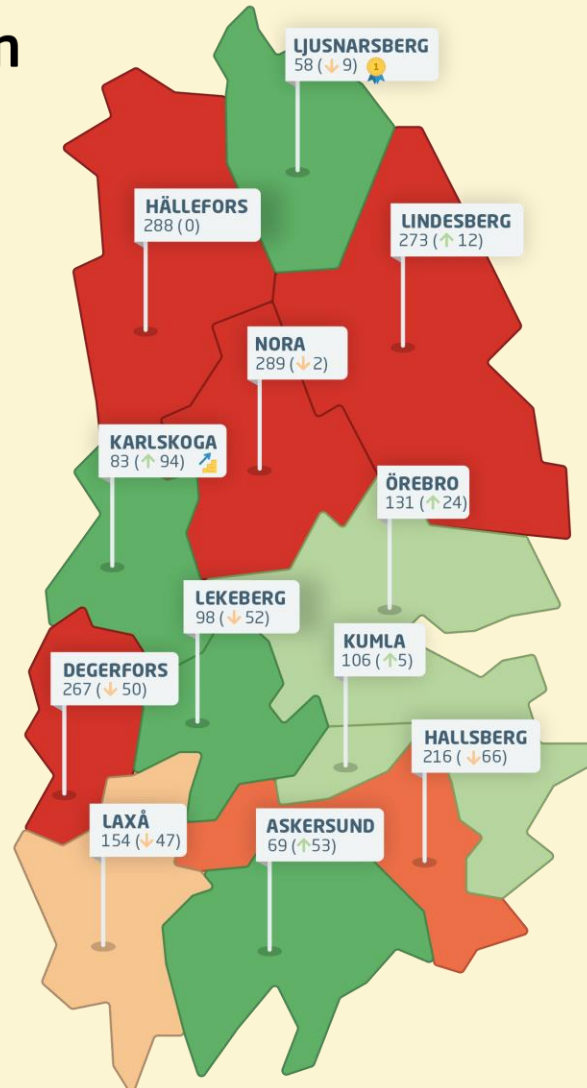 n
LJUSNARSBERG
58 (↓ 9) 1
HÄLLEFORS
288 (0)
LINDESBERG
273 (↑ 12)
NORA
289 (↓ 2)
KARLSKOGA
83 (↑ 94)
ÖREBRO
131 (↑ 24)
LEKEBERG
98 (↓ 52)
KUMLA
106 (↑5)
DEGERFORS
267 (↓ 50)
HALLSBERG
216 (↓66)
LAXÅ
154 (↓47)
ASKERSUND
69 (↑53)